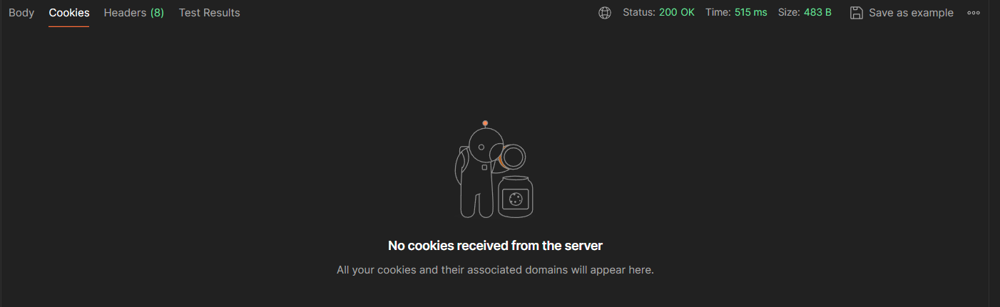 Body Cookies Headers (8) Test Results Status: 200 OK Time: 515 ms Size: 483 B Save as example
No cookies received from the server
All your cookies and their associated domains will appear here.